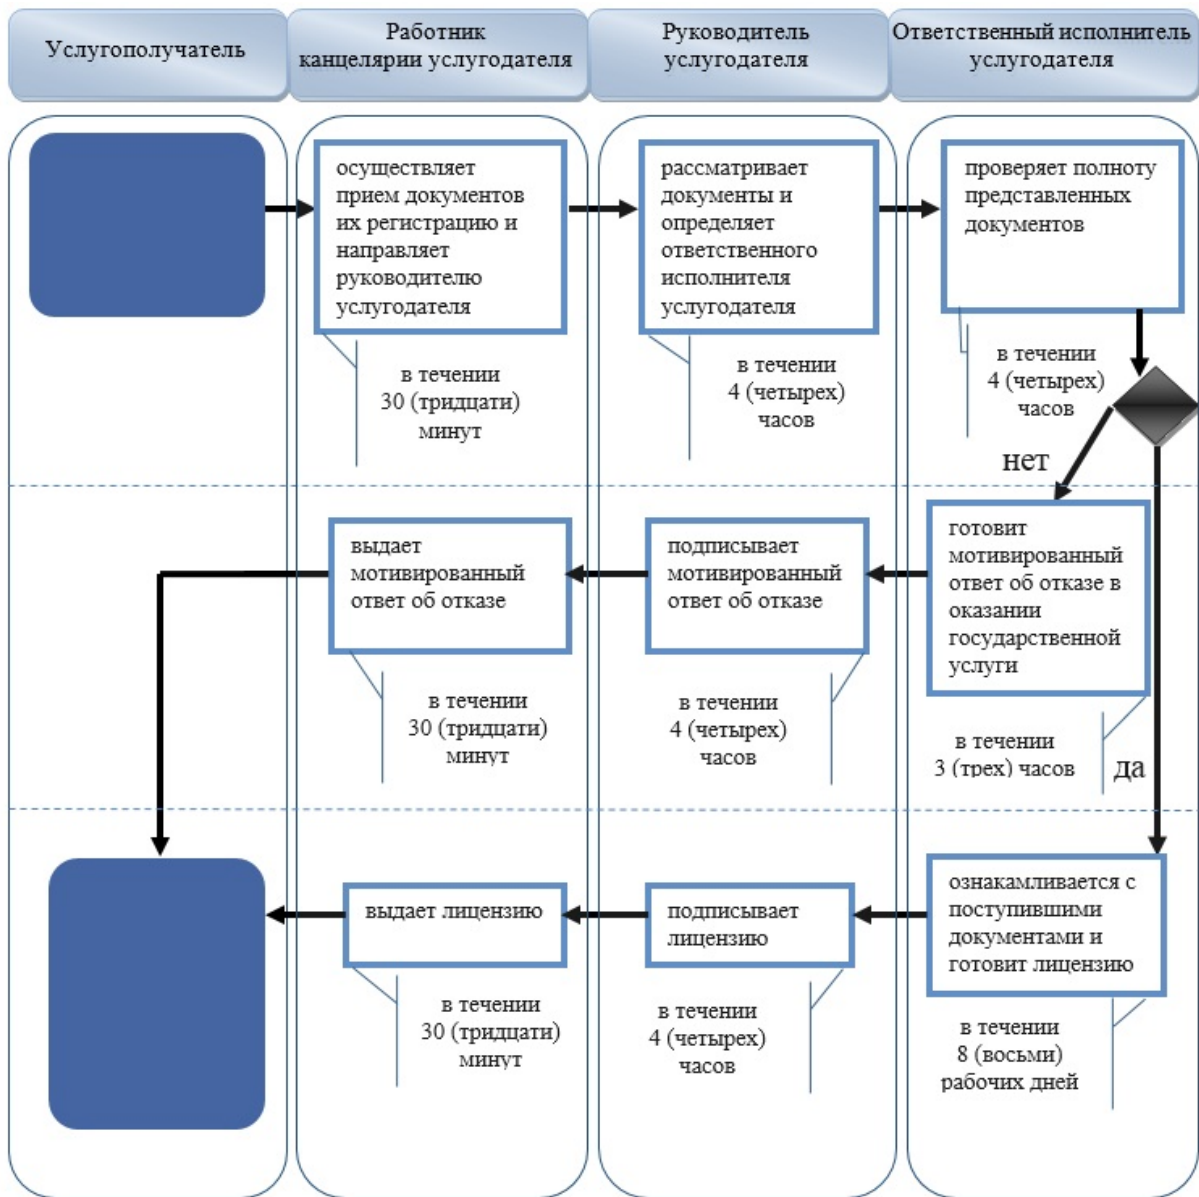 Услугополучатель
Работник
канцелярии услугодателя
Руководитель
услугодателя
Ответственный исполнитель
услугодателя
осуществляет
прием документов
их регистрацию и
направляет
руководителю
услугодателя
рассматривает
документы и
определяет
ответственного
исполнителя
услугодателя
проверяет полноту
представленных
документов
в течении
30 (тридцати)
минут
в течении
4 (четырех)
часов
в течении
4 (четырех)
часов
нет
выдает
мотивированный
ответ об отказе
подписывает
мотивированный
ответ об отказе
готовит
мотивированный
ответ об отказе в
оказании
государственной
услуги
в течении
30 (тридцати)
минут
в течении
4 (четырех)
часов
в течении
3 (трех) часов
да
выдает лицензию
подписывает
лицензию
ознакамливается с
поступившими
документами и
готовит лицензию
в течении
30 (тридцати)
минут
в течении
4 (четырех)
часов
в течении
8 (восьми)
рабочих дней